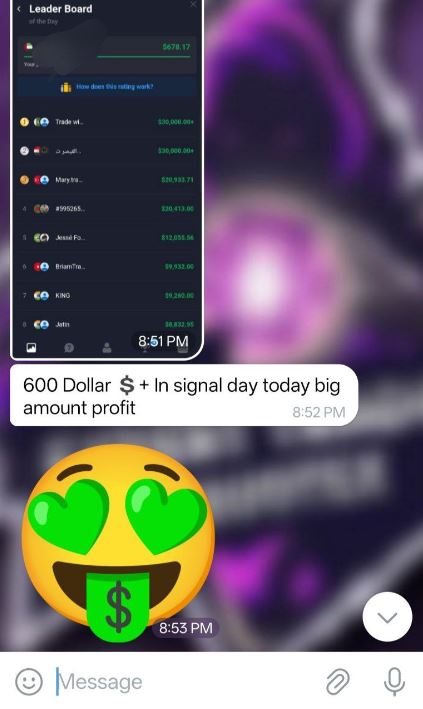 Leader Board
of the Day
$678.17
Your
How does this rating work?
1 Trade wi... $30,000.00+
2 $30,000.00+
3 Mary.tra... $20,933.71
4 #595265... $20,413.00
5 Jessé Fo... $12,055.56
6 BriamTra... $9,932.00
7 KING $9,260.00
8 Jatin $8,832.95
8:51 PM
600 Dollar 💲+ In signal day today big
amount profit
8:52 PM
$
8:53 PM
Message